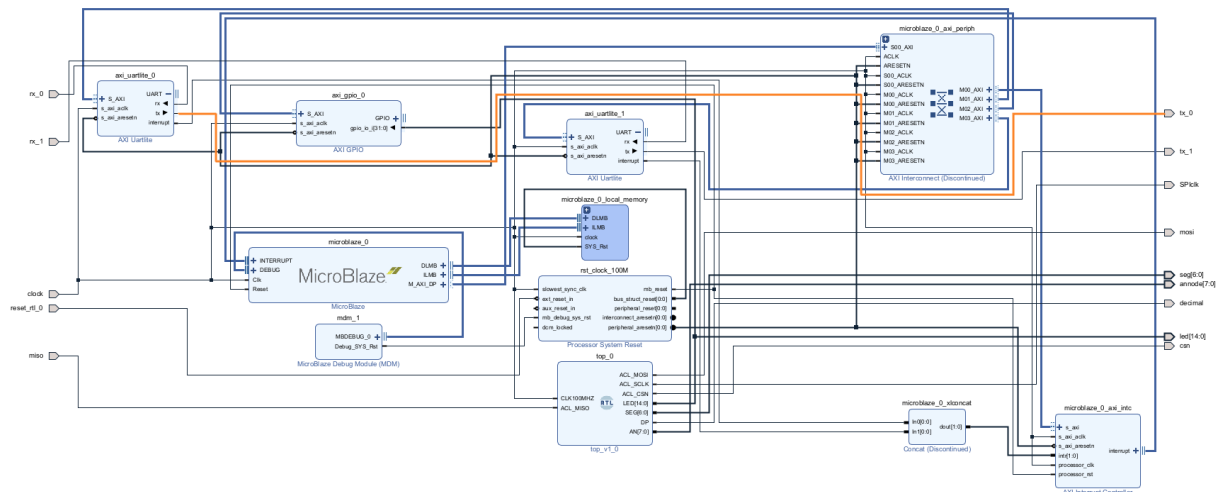 rx_0
rx_1
clock
reset_rtl_0
miso
axi_uartlite_0
S_AXI
s_axi_aclk
s_axi_aresetn
UART
rx
tx
interrupt
AXI Uartlite
axi_gpio_0
S_AXI
s_axi_aclk
s_axi_aresetn
GPIO
gpio_io_i[31:0]
AXI GPIO
axi_uartlite_1
S_AXI
s_axi_aclk
s_axi_aresetn
UART
rx
tx
interrupt
AXI Uartlite
microblaze_0_axi_periph
S00_AXI
ACLK
ARESETN
S00_ACLK
S00_ARESETN
M00_ACLK
M00_ARESETN
M01_ACLK
M01_ARESETN
M02_ACLK
M02_ARESETN
M03_ACLK
M03_ARESETN
M00_AXI
M01_AXI
M02_AXI
M03_AXI
AXI Interconnect (Discontinued)
microblaze_0_local_memory
DLMB
ILMB
clock
SYS_Rst
microblaze_0
INTERRUPT
DEBUG
Clk
Reset
MicroBlaze
DLMB
ILMB
M_AXI_DP
MicroBlaze
mdm_1
MBDEBUG_0
Debug_SYS_Rst
MicroBlaze Debug Module (MDM)
rst_clock_100M
slowest_sync_clk
ext_reset_in
aux_reset_in
mb_debug_sys_rst
dcm_locked
mb_reset
bus_struct_reset[0:0]
peripheral_reset[0:0]
interconnect_aresetn[0:0]
peripheral_aresetn[0:0]
Processor System Reset
top_0
CLK100MHZ
ACL_MISO
RTL
ACL_MOSI
ACL_SCLK
ACL_CSN
LED[14:0]
SEG[6:0]
DP
AN[7:0]
top_v1_0
microblaze_0_xlconcat
In0[0:0]
In1[0:0]
dout[1:0]
Concat (Discontinued)
microblaze_0_axi_intc
s_axi
s_axi_aclk
s_axi_aresetn
intr[1:0]
processor_clk
processor_rst
interrupt
AXI Interrupt Controller
tx_0
tx_1
SPIclk
mosi
seg[6:0]
annode[7:0]
decimal
led[14:0]
csn